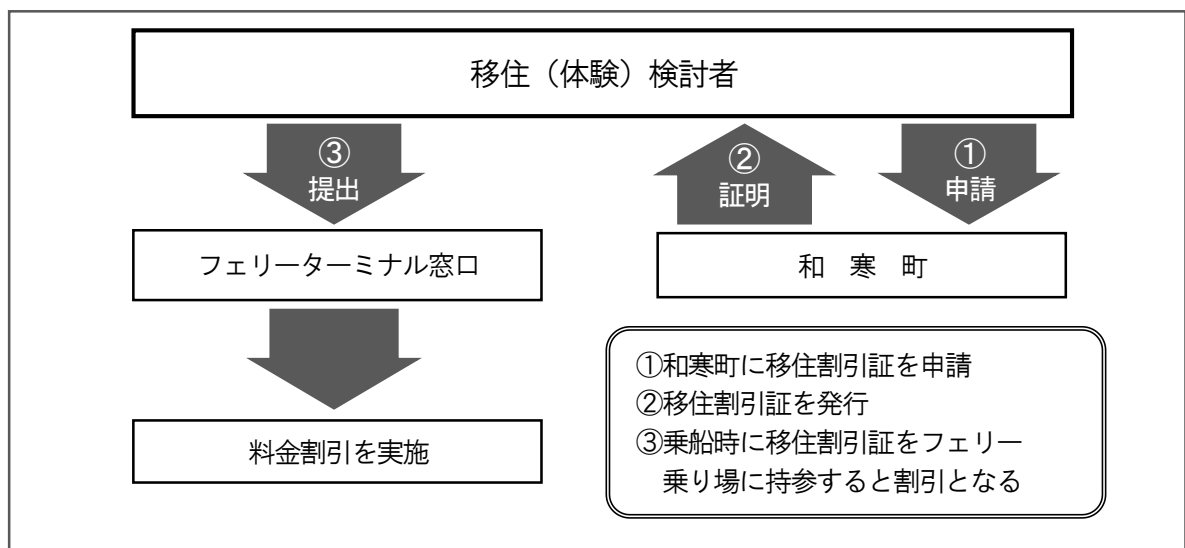 移住（体験）検討者
③
提出
②
証明
①
申請
フェリーターミナル窓口
和　寒　町
料金割引を実施
①和寒町に移住割引証を申請
②移住割引証を発行
③乗船時に移住割引証をフェリー
乗り場に持参すると割引となる